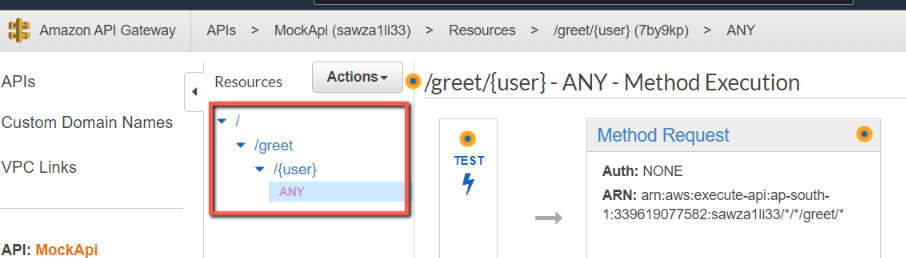 Amazon API Gateway APIs > MockApi (sawza1li33) > Resources > /greet/{user} (7by9kp) > ANY
APIs
Custom Domain Names
VPC Links
API: MockApi
Resources
Actions
/
/greet
/{user}
ANY
/greet/{user} - ANY - Method Execution
TEST
Method Request
Auth: NONE
ARN: arn:aws:execute-api:ap-south-
1:339619077582:sawza1li33/*/*/greet/*